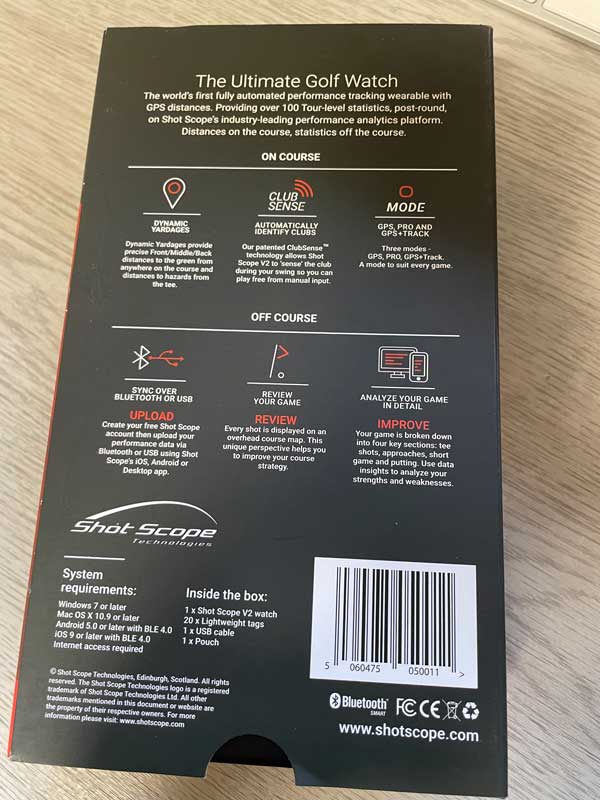 The Ultimate Golf Watch
The world's first fully automated performance tracking wearable with
GPS distances. Providing over 100 Tour-level statistics, post-round,
on Shot Scope's industry-leading performance analytics platform.
Distances on the course, statistics off the course.
ON COURSE
DYNAMIC
YARDAGES
Dynamic Yardages provide
precise Front/Middle/Back
distances to the green from
anywhere on the course and
distances to hazards from
the tee.
CLUB
SENSE
AUTOMATICALLY
IDENTIFY CLUBS
Our patented ClubSense™
technology allows Shot
Scope V2 to 'sense' the club
during your swing so you can
play free from manual input.
MODE
GPS, PRO AND
GPS+TRACK
Three modes -
GPS, PRO, GPS+Track.
A mode to suit every game.
OFF COURSE
SYNC OVER
BLUETOOTH OR USB
UPLOAD
Create your free Shot Scope
account then upload your
performance data via
Bluetooth or USB using Shot
Scope's iOS, Android or
Desktop app.
REVIEW
YOUR GAME
REVIEW
Every shot is displayed on an
overhead course map. This
unique perspective helps you
to improve your course
strategy.
ANALYZE YOUR GAME
IN DETAIL
IMPROVE
Your game is broken down
into four key sections: tee
shots, approaches, short
game and putting. Use data
insights to analyze your
strengths and weaknesses.
Shot Scope
Technologies
System
requirements:
Windows 7 or later
Mac OS X 10.9 or later
Android 5.0 or later with BLE 4.0
iOS 9 or later with BLE 4.0
Internet access required
Inside the box:
1 x Shot Scope V2 watch
20 x Lightweight tags
1 x USB cable
1 x Pouch
5 060475 050011 >
© Shot Scope Technologies, Edinburgh, Scotland. All rights
reserved. The Shot Scope Technologies logo is a registered
trademark of Shot Scope Technologies Ltd. All other
trademarks mentioned in this document or website are
the property of their respective owners. For more
information please visit: www.shotscope.com
Bluetooth
SMART
FC CE
www.shotscope.com